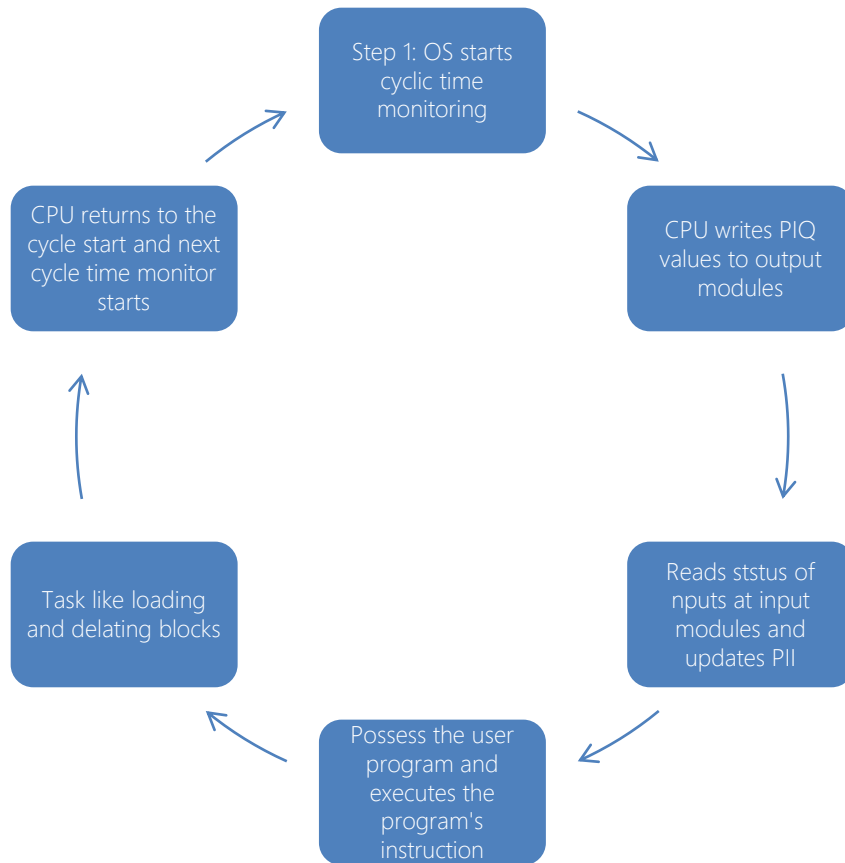 Step 1: OS starts
cyclic time
monitoring
CPU writes PIQ
values to output
modules
Reads ststus of
nputs at input
modules and
updates PII
Possess the user
program and
executes the
program's
instruction
Task like loading
and delating blocks
CPU returns to the
cycle start and next
cycle time monitor
starts